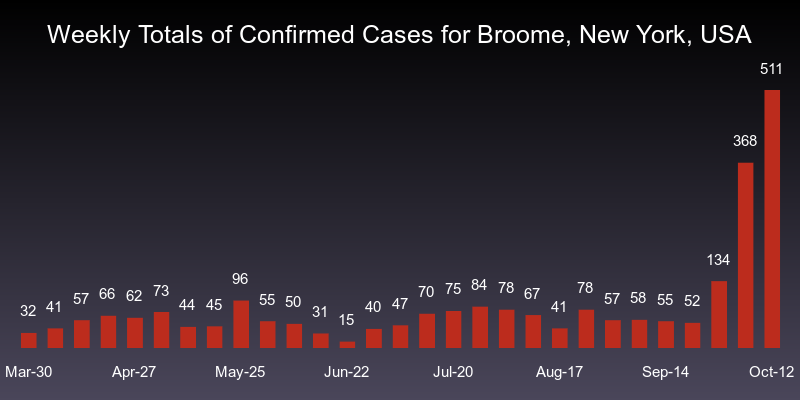 Weekly Totals of Confirmed Cases for Broome, New York, USA
32 41 57 66 62 73 44 45 96 55 50 31 15 40 47 70 75 84 78 67 41 78 57 58 55 52 134 368 511
Mar-30 Apr-27 May-25 Jun-22 Jul-20 Aug-17 Sep-14 Oct-12